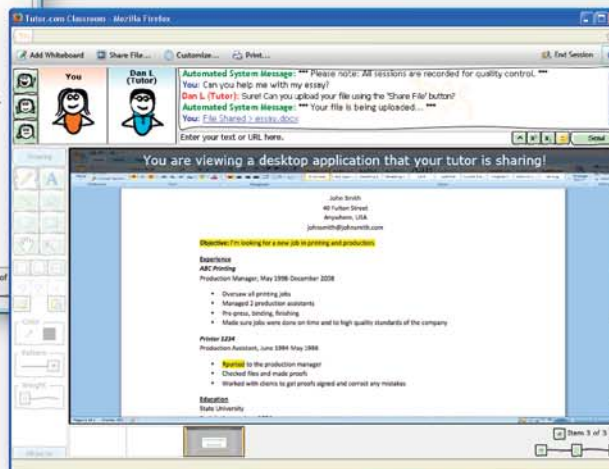 Tutor.com Classroom - Mozilla Firefox
Add Whiteboard Share File... Customize... Print... End Session
You
Dan L (Tutor)
Automated System Message: *** Please note: All sessions are recorded for quality control. ***
You: Can you help me with my essay?
Dan L (Tutor): Sure! Can you upload your file using the 'Share File' button?
Automated System Message: *** Your file is being uploaded... ***
You: File Shared > essay.docx
Enter your text or URL here.
Send
Drawing
You are viewing a desktop application that your tutor is sharing!
John Smith
40 Fulton Street
Anywhere, USA
johnsmith@johnsmith.com
Objective: I'm looking for a new job in printing and production.
Experience
ABC Printing
Production Manager, May 1998-December 2008
• Oversaw all printing jobs
• Managed 2 production assistants
• Pre-press, binding, finishing
• Made sure jobs were done on time and to high quality standards of the company
Printer 1234
Production Assistant, June 1984-May 1988
• to the production manager
• Checked files and made proofs
• Worked with clients to get proofs signed and correct any mistakes
Education
State University
Color
Pattern
Weight
Item 3 of 3